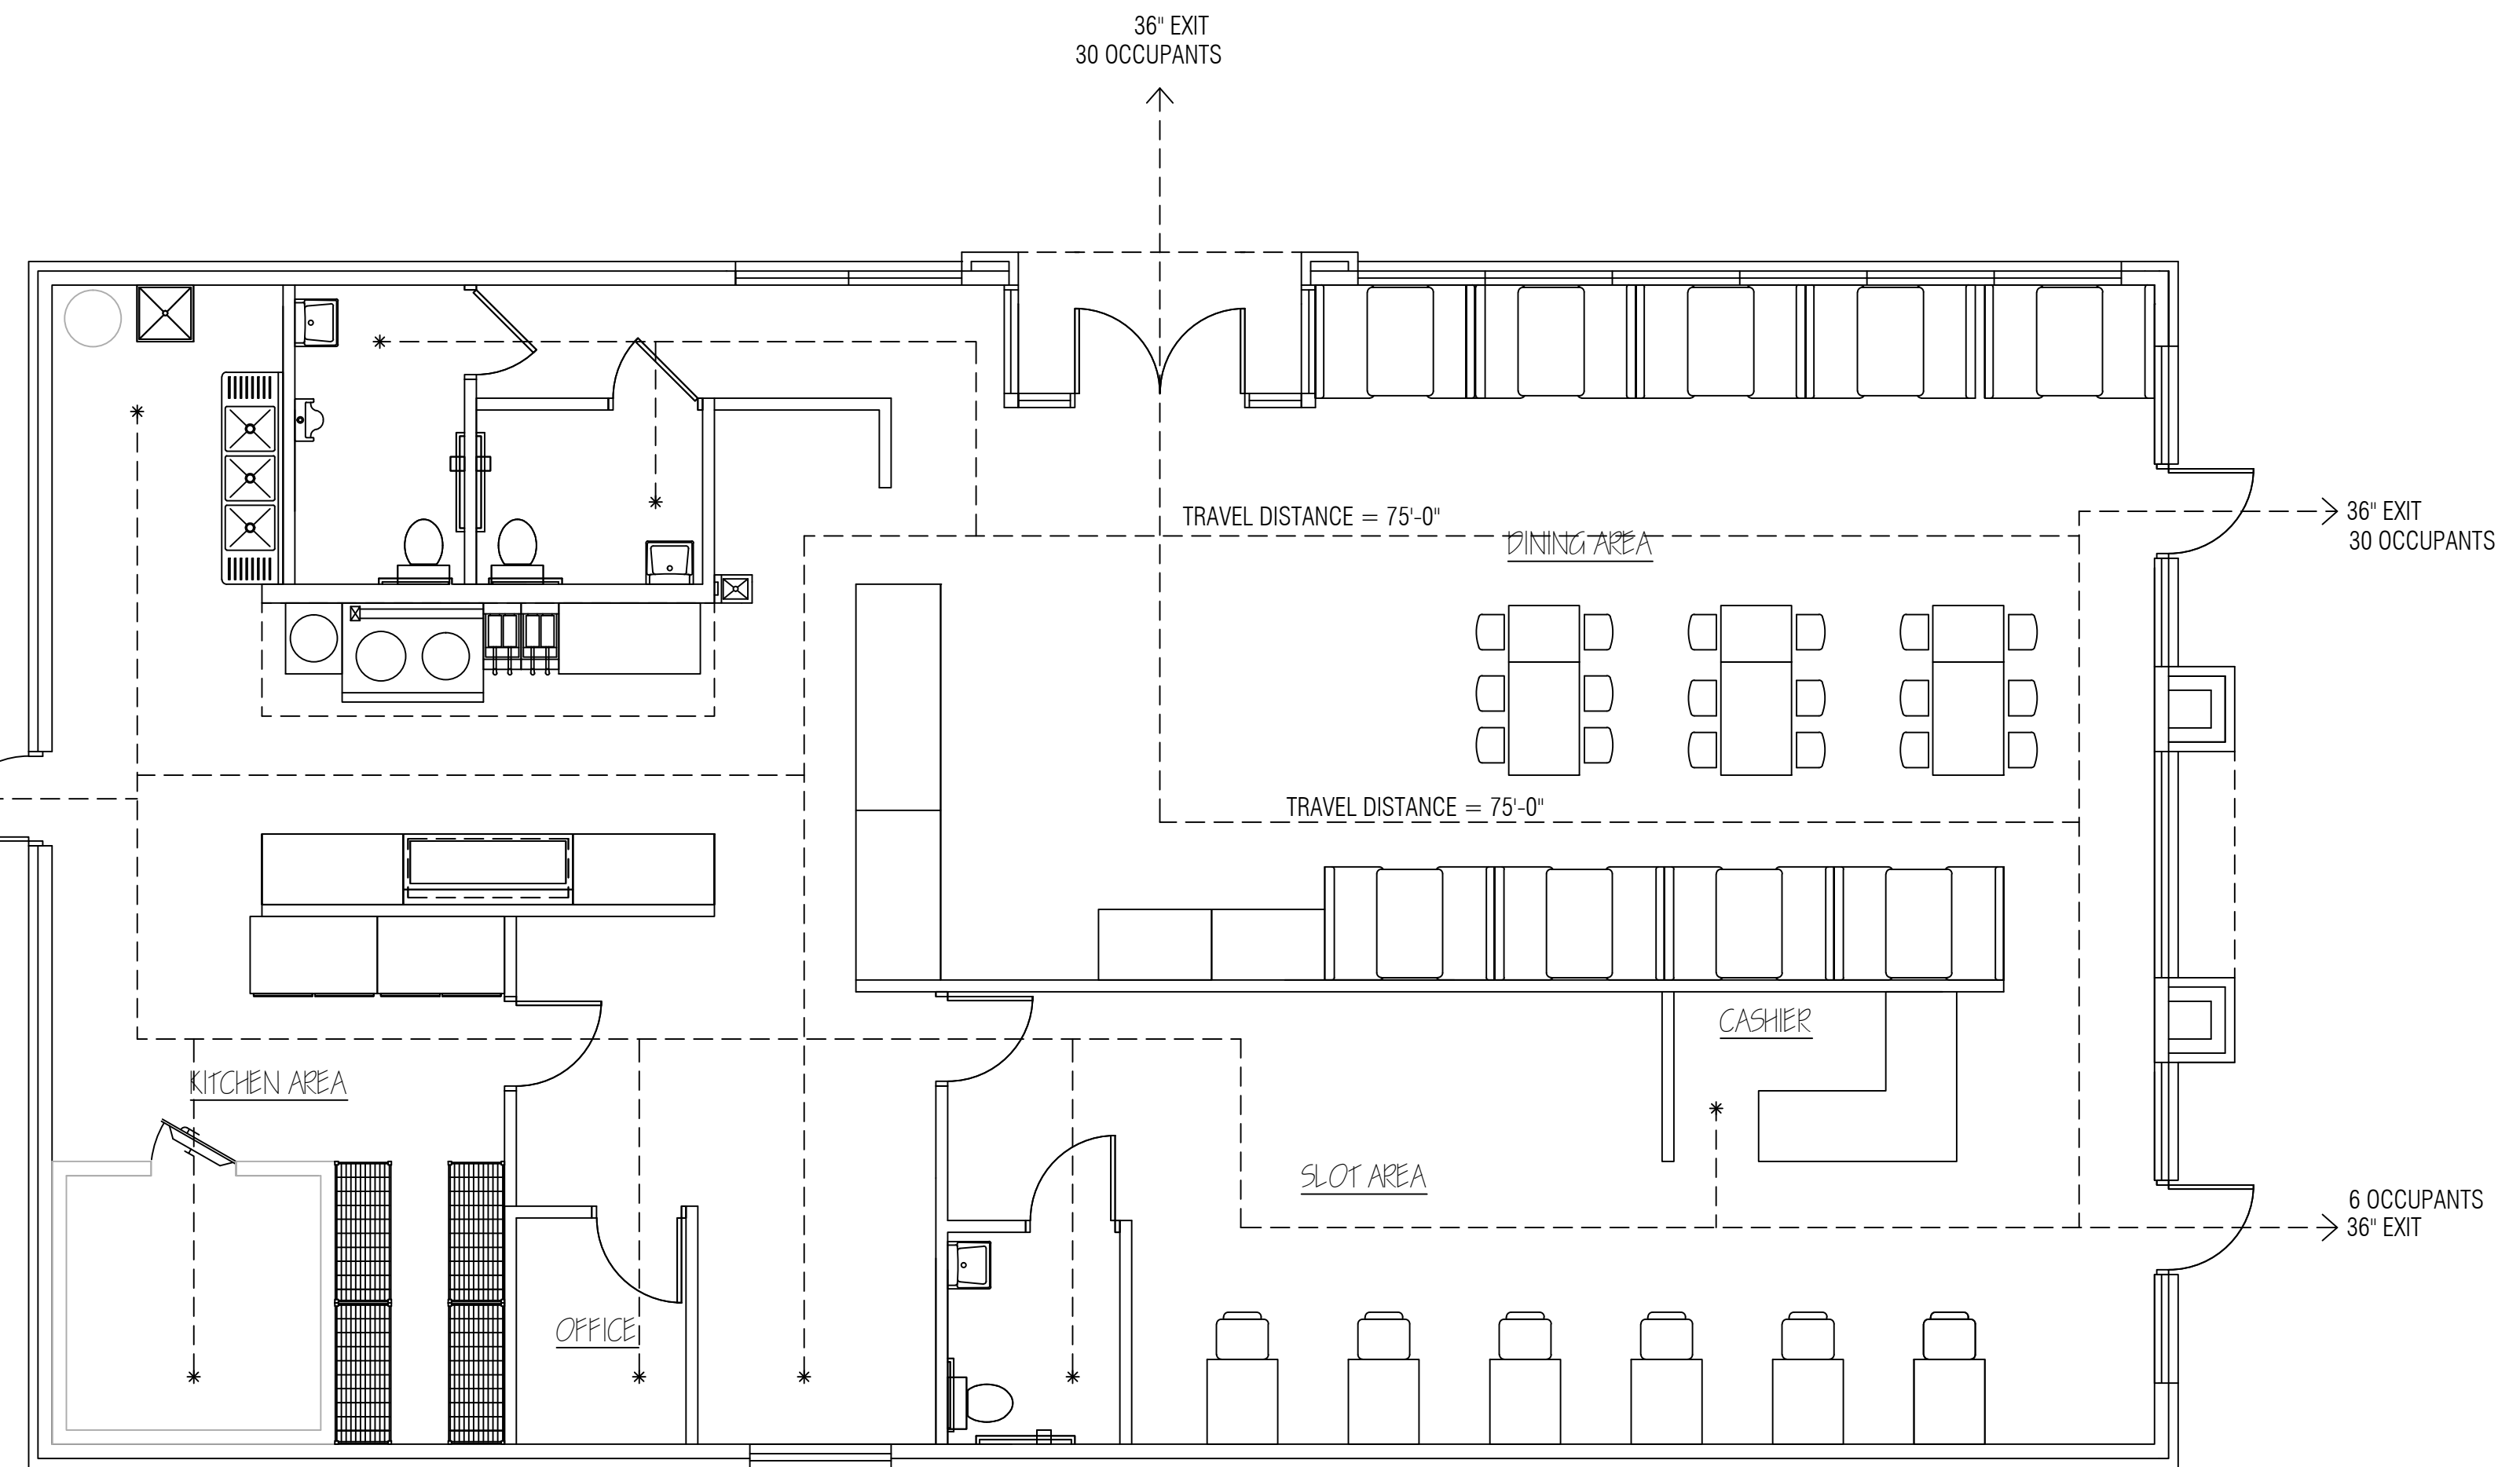 36" EXIT
30 OCCUPANTS
TRAVEL DISTANCE = 75'-0"
DINING AREA
36" EXIT
30 OCCUPANTS
TRAVEL DISTANCE = 75'-0"
CASHIER
KITCHEN AREA
SLOT AREA
6 OCCUPANTS
36" EXIT
OFFICE